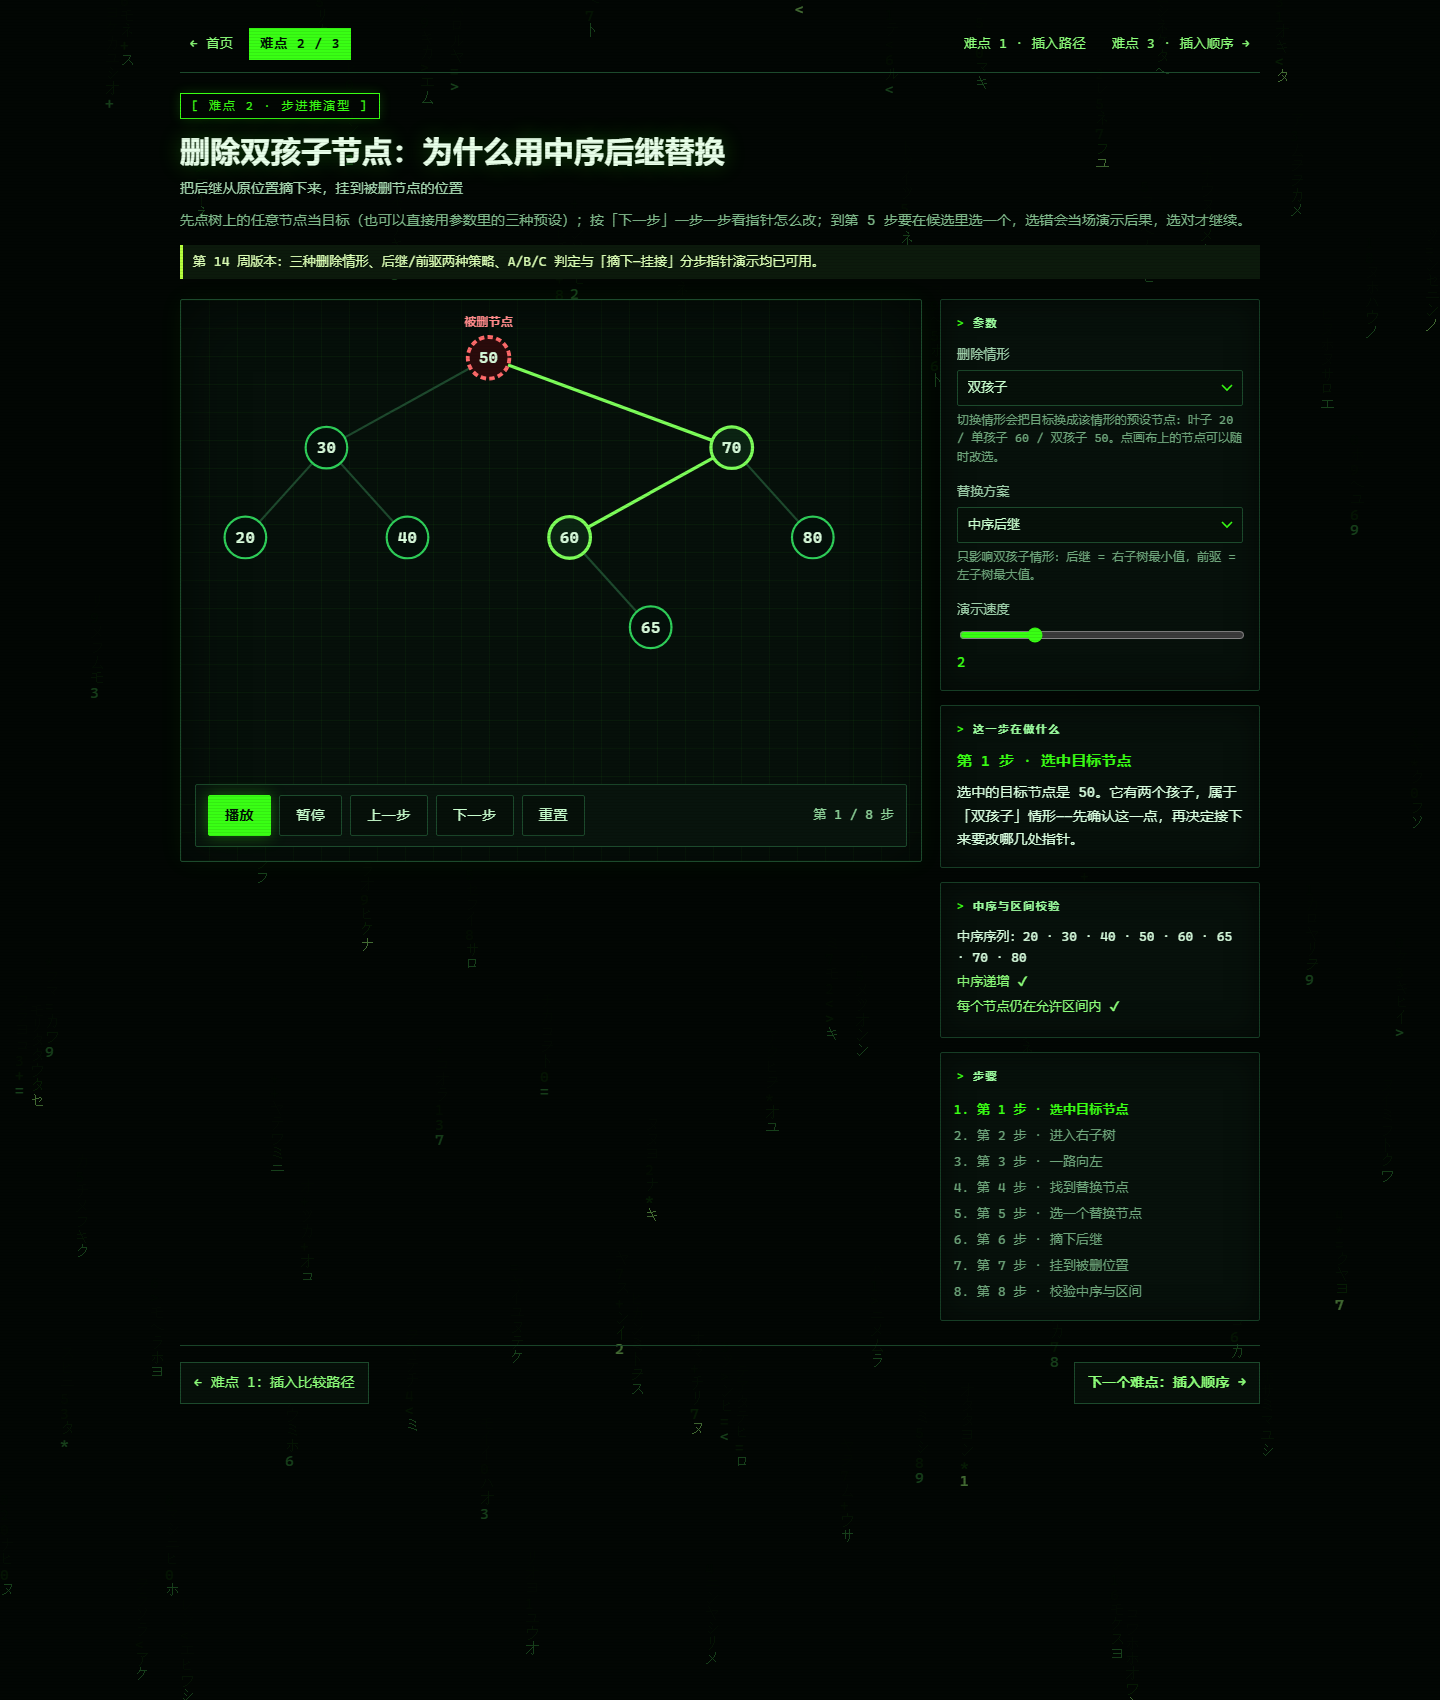 ← 首页
难点 2 / 3
难点 1 · 插入路径
难点 3 · 插入顺序 →
[ 难点 2 · 步进推演型 ]
删除双孩子节点：为什么用中序后继替换
把后继从原位置摘下来，挂到被删节点的位置
先点树上的任意节点当目标（也可以直接用参数里的三种预设）；按「下一步」一步一步看指针怎么改；到第 5 步要在候选里选一个，选错会当场演示后果，选对才继续。
第 14 周版本：三种删除情形、后继/前驱两种策略、A/B/C 判定与「摘下—挂接」分步指针演示均已可用。
被删节点
50
30
70
20
40
60
80
65
播放
暂停
上一步
下一步
重置
第 1 / 8 步
> 参数
删除情形
双孩子
切换情形会把目标换成该情形的预设节点：叶子 20
/ 单孩子 60 / 双孩子 50。点画布上的节点可以随
时改选。
替换方案
中序后继
只影响双孩子情形：后继 = 右子树最小值，前驱 =
左子树最大值。
演示速度
2
> 这一步在做什么
第 1 步 · 选中目标节点
选中的目标节点是 50。它有两个孩子，属于
「双孩子」情形——先确认这一点，再决定接下
来要改哪几处指针。
> 中序与区间校验
中序序列：20 · 30 · 40 · 50 · 60 · 65
· 70 · 80
中序递增 ✓
每个节点仍在允许区间内 ✓
> 步骤
1. 第 1 步 · 选中目标节点
2. 第 2 步 · 进入右子树
3. 第 3 步 · 一路向左
4. 第 4 步 · 找到替换节点
5. 第 5 步 · 选一个替换节点
6. 第 6 步 · 摘下后继
7. 第 7 步 · 挂到被删位置
8. 第 8 步 · 校验中序与区间
← 难点 1：插入比较路径
下一个难点：插入顺序 →